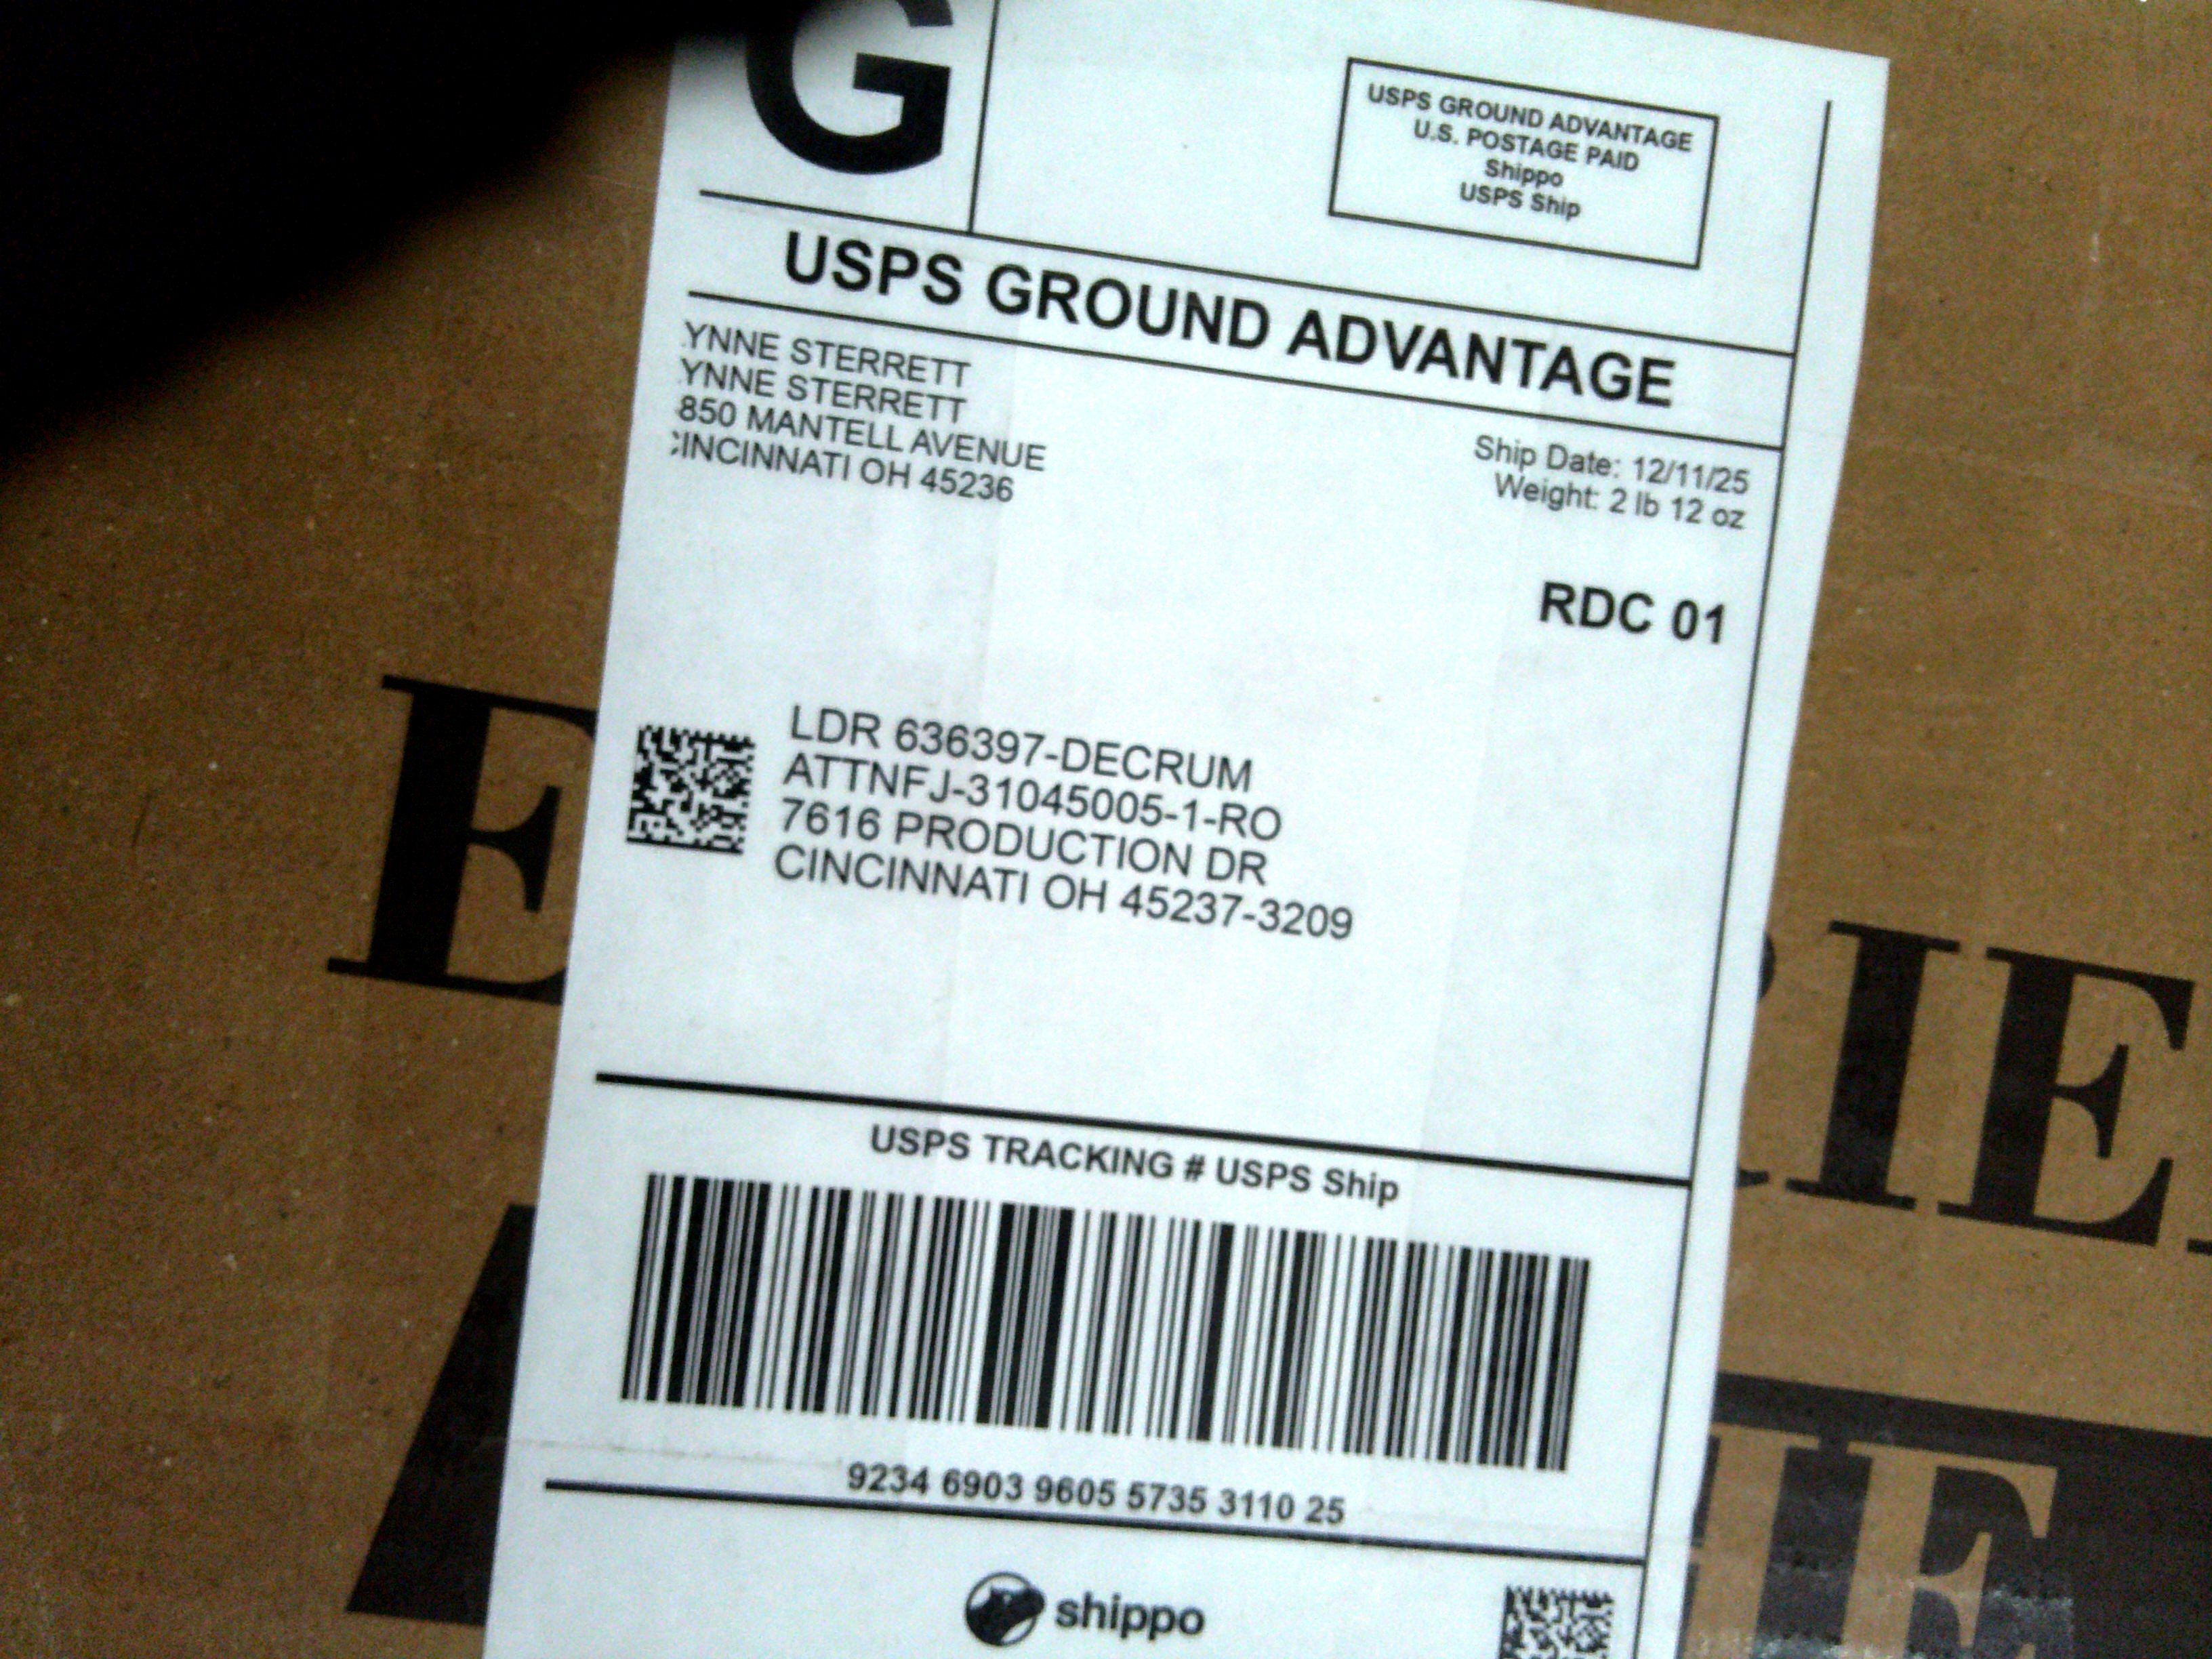 G
USPS GROUND ADVANTAGE
U.S. POSTAGE PAID
Shippo
USPS Ship
USPS GROUND ADVANTAGE
YNNE STERRETT
YNNE STERRETT
850 MANTELL AVENUE
CINCINNATI OH 45236
Ship Date: 12/11/25
Weight: 2 lb 12 oz
RDC 01
LDR 636397-DECRUM
ATTNFJ-31045005-1-RO
7616 PRODUCTION DR
CINCINNATI OH 45237-3209
USPS TRACKING # USPS Ship
9234 6903 9605 5735 3110 25
shippo